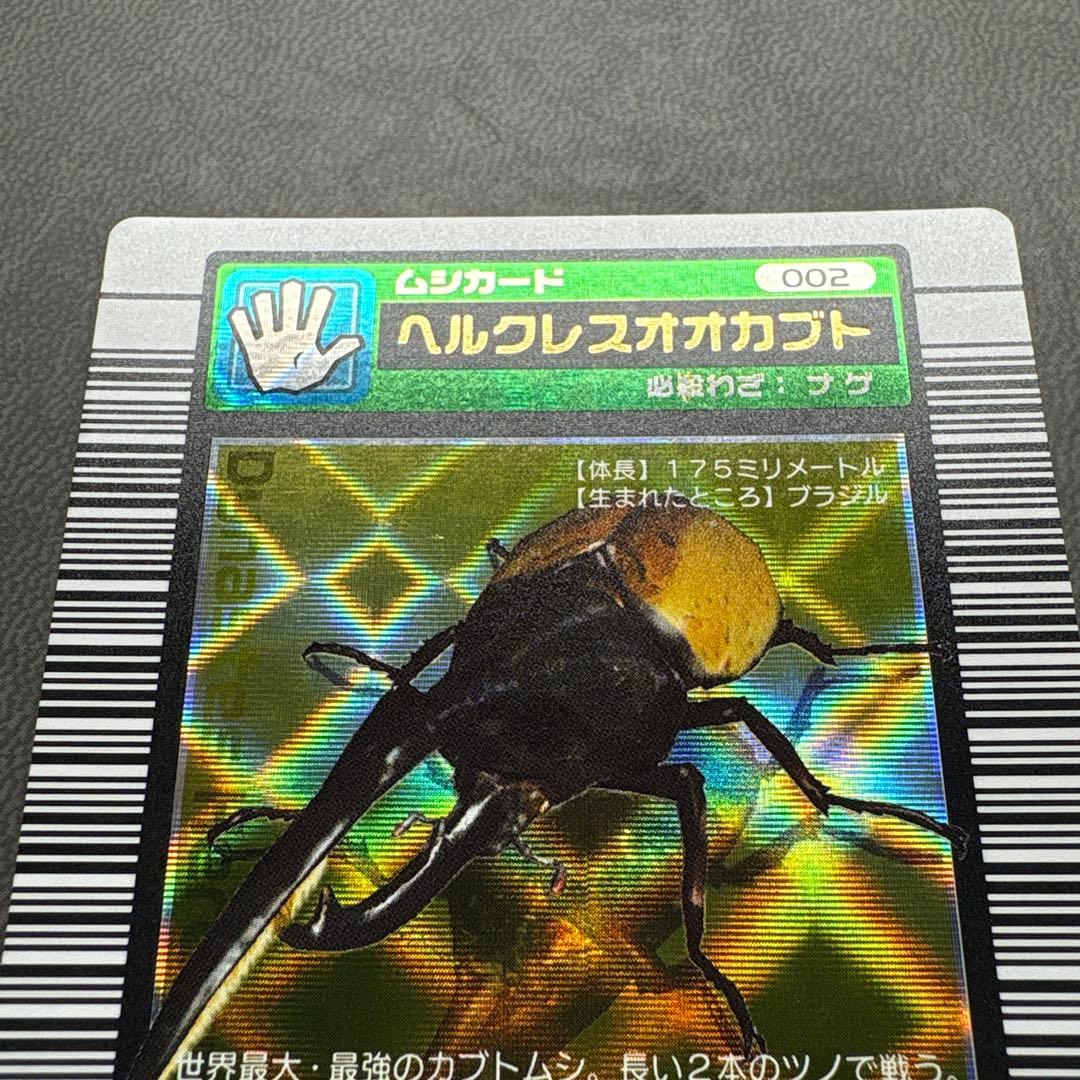 ムシカード
002
ヘルクレスオオカブト
必殺わざ：ナゲ
【体長】１７５ミリメートル
【生まれたところ】ブラジル
世界最大・最強のカブトムシ。長い２本のツノで戦う。